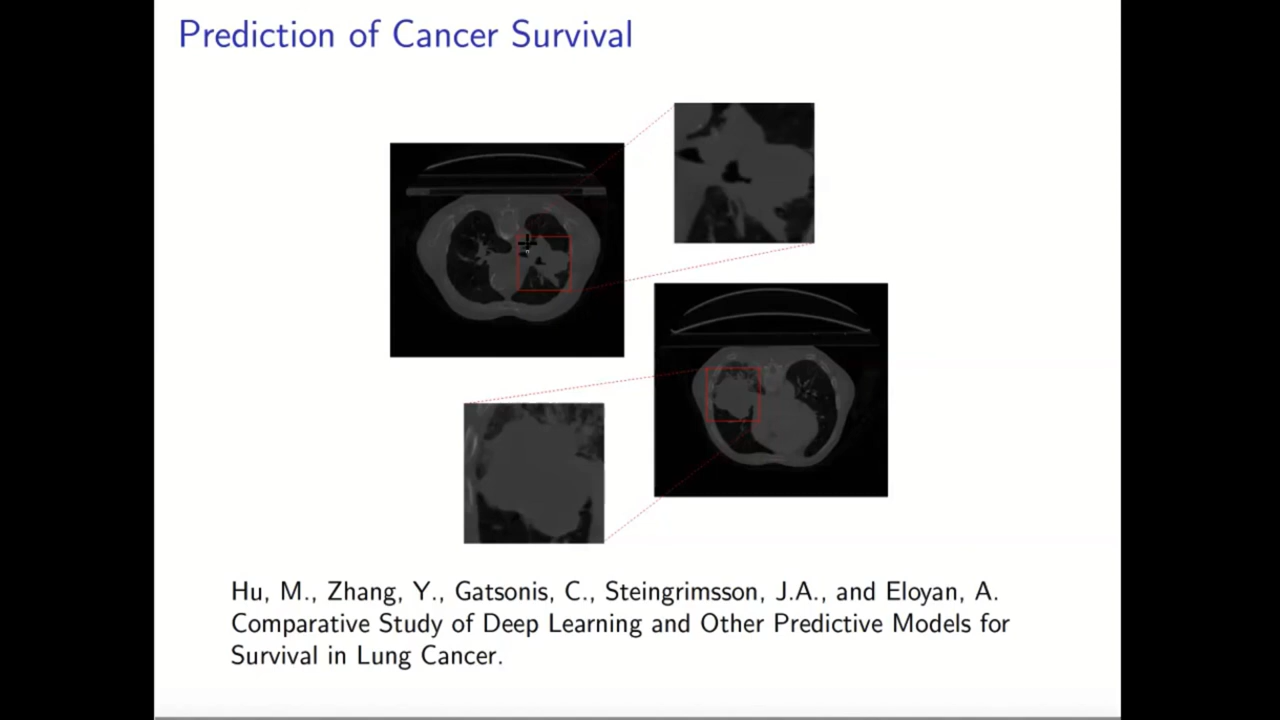 Prediction of Cancer Survival
Hu, M., Zhang, Y., Gatsonis, C., Steingrimsson, J.A., and Eloyan, A.
Comparative Study of Deep Learning and Other Predictive Models for
Survival in Lung Cancer.